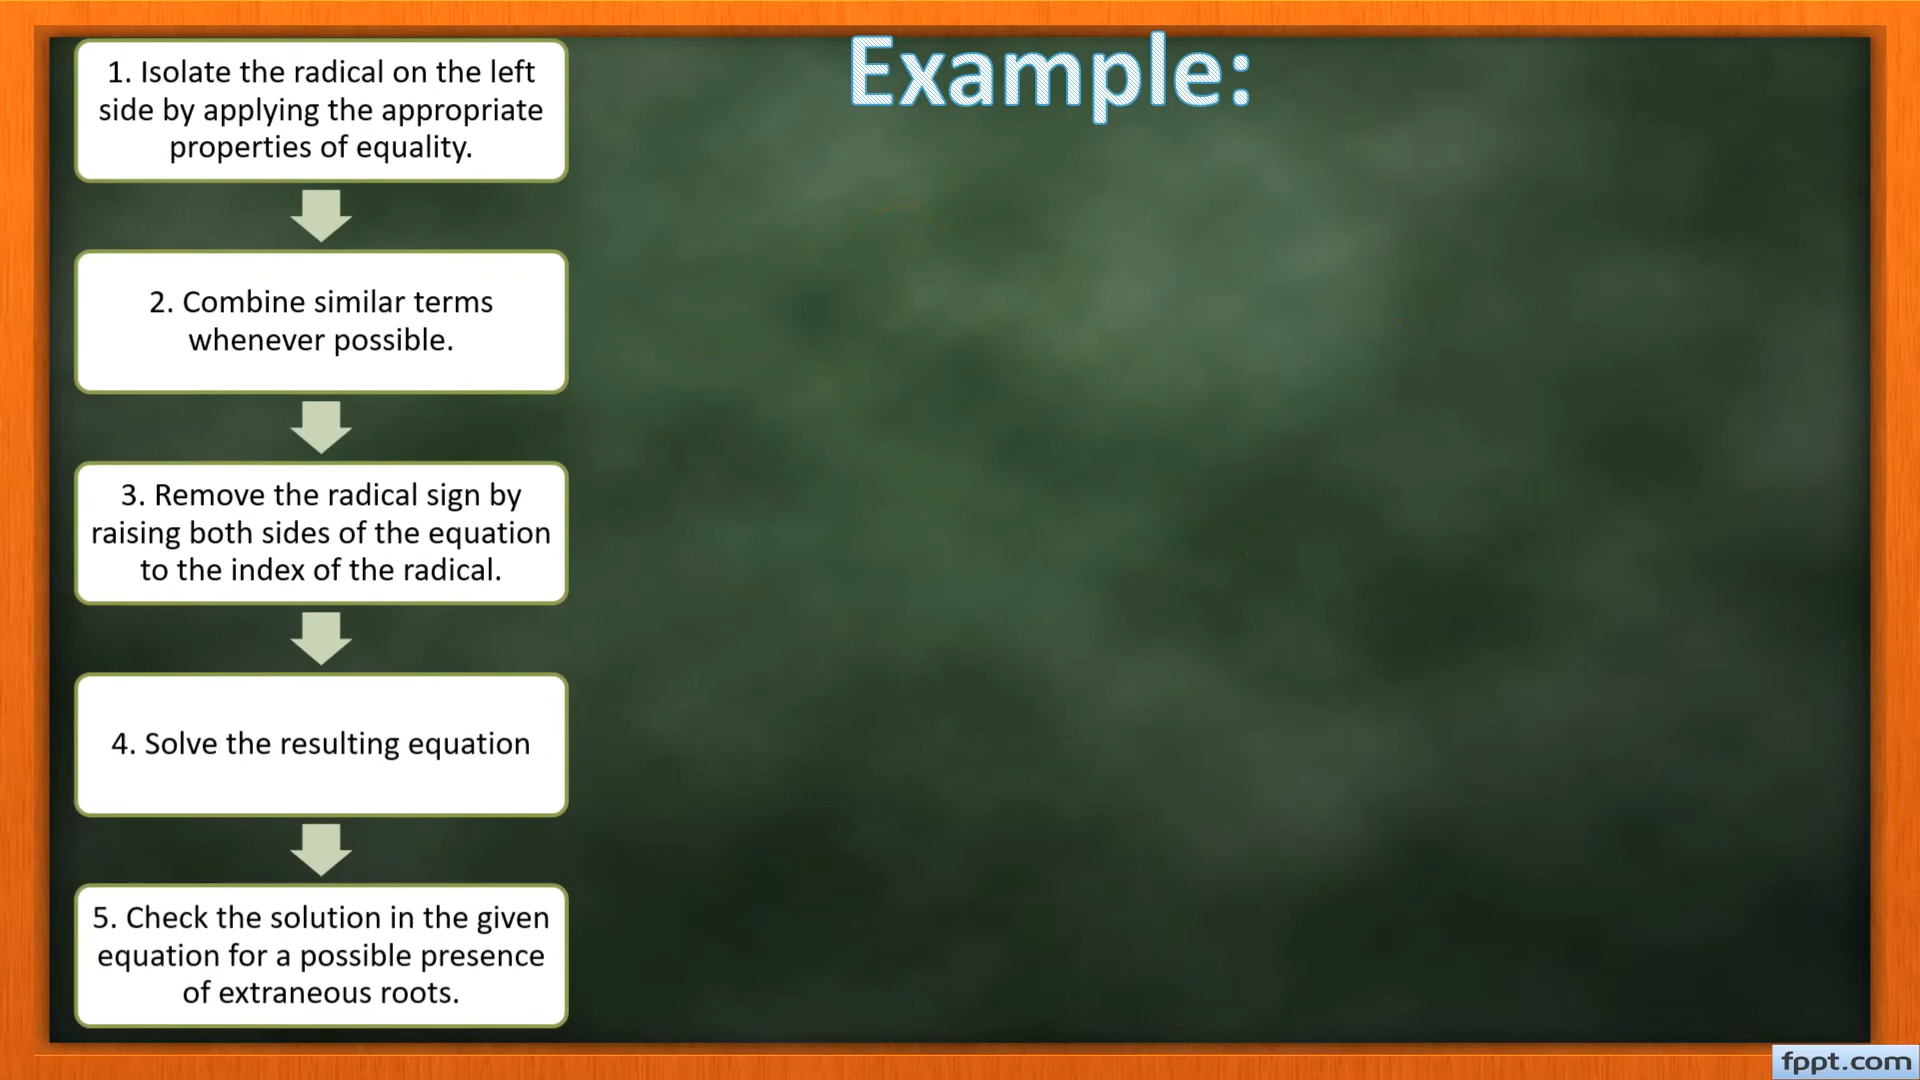 Example:
1. Isolate the radical on the left
side by applying the appropriate
properties of equality.
2. Combine similar terms
whenever possible.
3. Remove the radical sign by
raising both sides of the equation
to the index of the radical.
4. Solve the resulting equation
5. Check the solution in the given
equation for a possible presence
of extraneous roots.
fppt.com